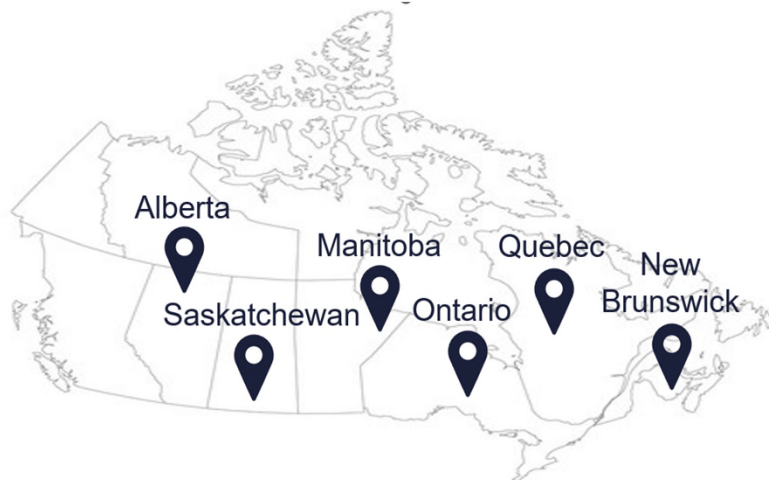 Alberta
Manitoba
Quebec
New
Brunswick
Saskatchewan
Ontario